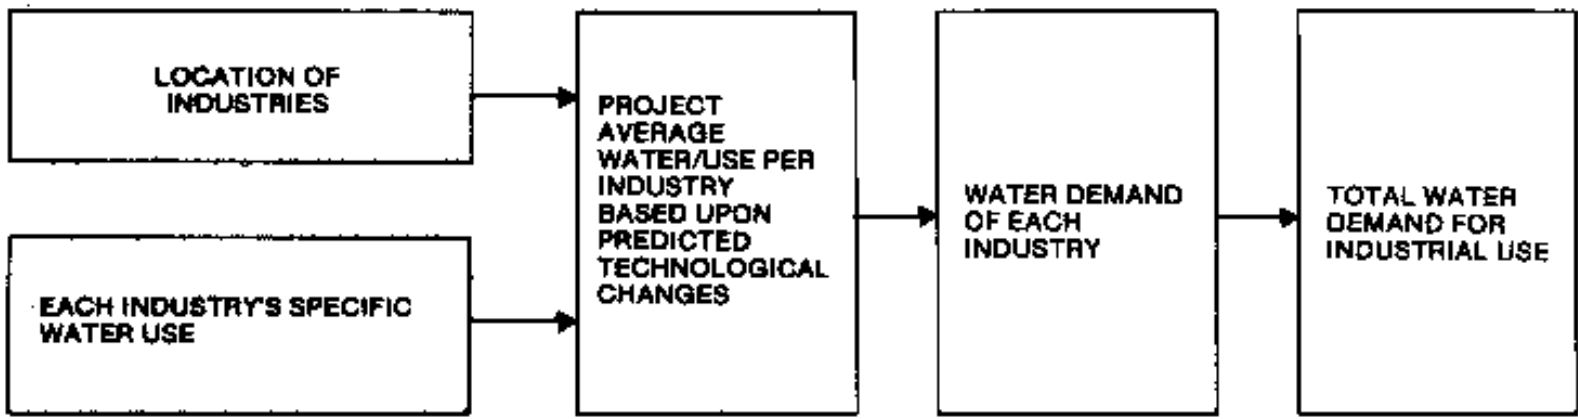 LOCATION OF
INDUSTRIES
EACH INDUSTRY'S SPECIFIC
WATER USE
PROJECT
AVERAGE
WATER/USE PER
INDUSTRY
BASED UPON
PREDICTED
TECHNOLOGICAL
CHANGES
WATER DEMAND
OF EACH
INDUSTRY
TOTAL WATER
DEMAND FOR
INDUSTRIAL USE